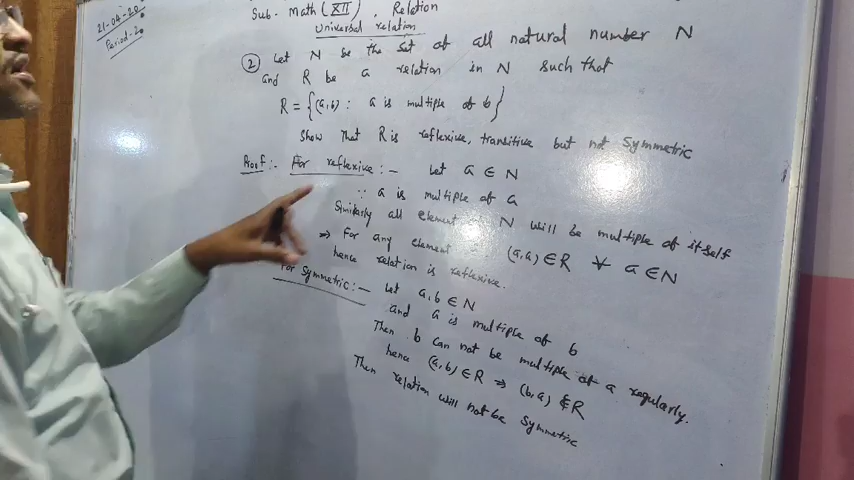 21-04-20
Period-2
Sub- Math (XII) . Relation
Universal relation
② Let N be the set of all natural number N
and R be a relation in N such that
R = {(a,b) : a is multiple of b}
Show that R is reflexive, transitive but not Symmetric
Proof:- For reflexive :- Let a ∈ N
∵ a is multiple of a
Similarly all element N will be multiple of itself
⇒ For any element (a,a) ∈ R ∀ a ∈ N
hence relation is reflexive.
For Symmetric :- Let a,b ∈ N
and a is multiple of b
Then b can not be multiple of a regularly.
hence (a,b) ∈ R ⇒ (b,a) ∉ R
Then relation will not be Symmetric